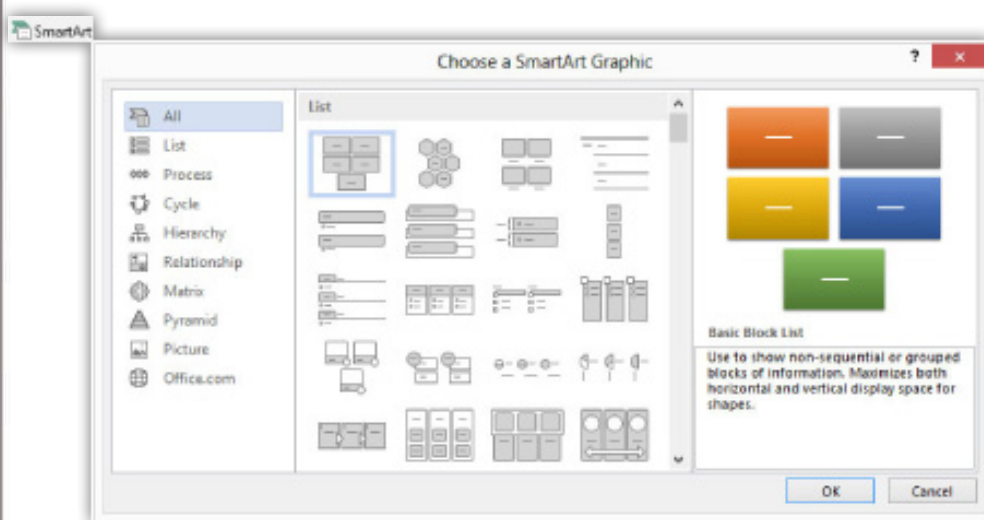 SmartArt
Choose a SmartArt Graphic
?
All
List
Process
Cycle
Hierarchy
Relationship
Matrix
Pyramid
Picture
Office.com
List
Basic Block List
Use to show non-sequential or grouped
blocks of information. Maximizes both
horizontal and vertical display space for
shapes.
OK
Cancel